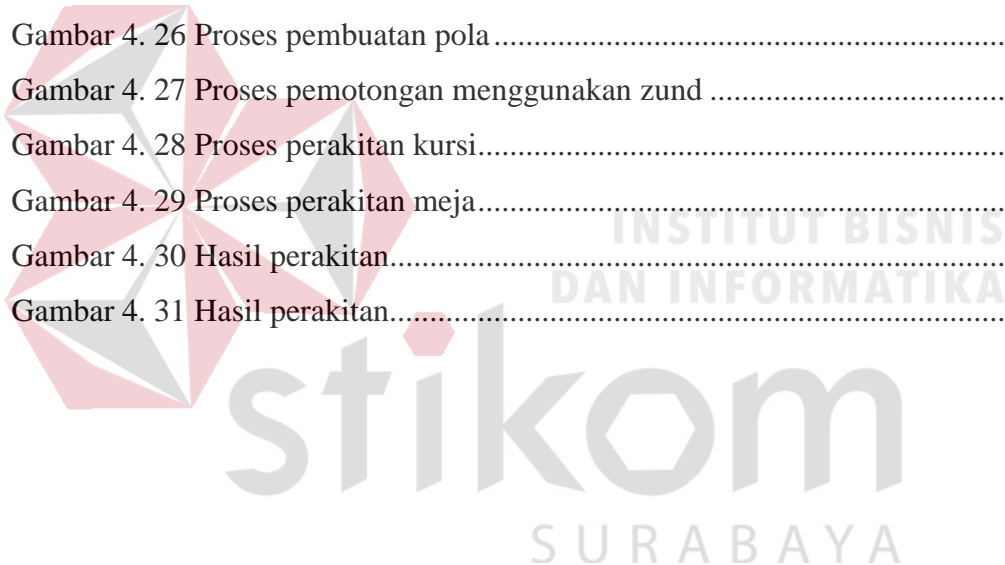 Gambar 4. 26 Proses pembuatan pola............................................................
Gambar 4. 27 Proses pemotongan menggunakan zund ...................................
Gambar 4. 28 Proses perakitan kursi..............................................................
Gambar 4. 29 Proses perakitan meja..............................................................
Gambar 4. 30 Hasil perakitan.........................................................................
Gambar 4. 31 Hasil perakitan.........................................................................
INSTITUT BISNIS
DAN INFORMATIKA
stikom
SURABAYA